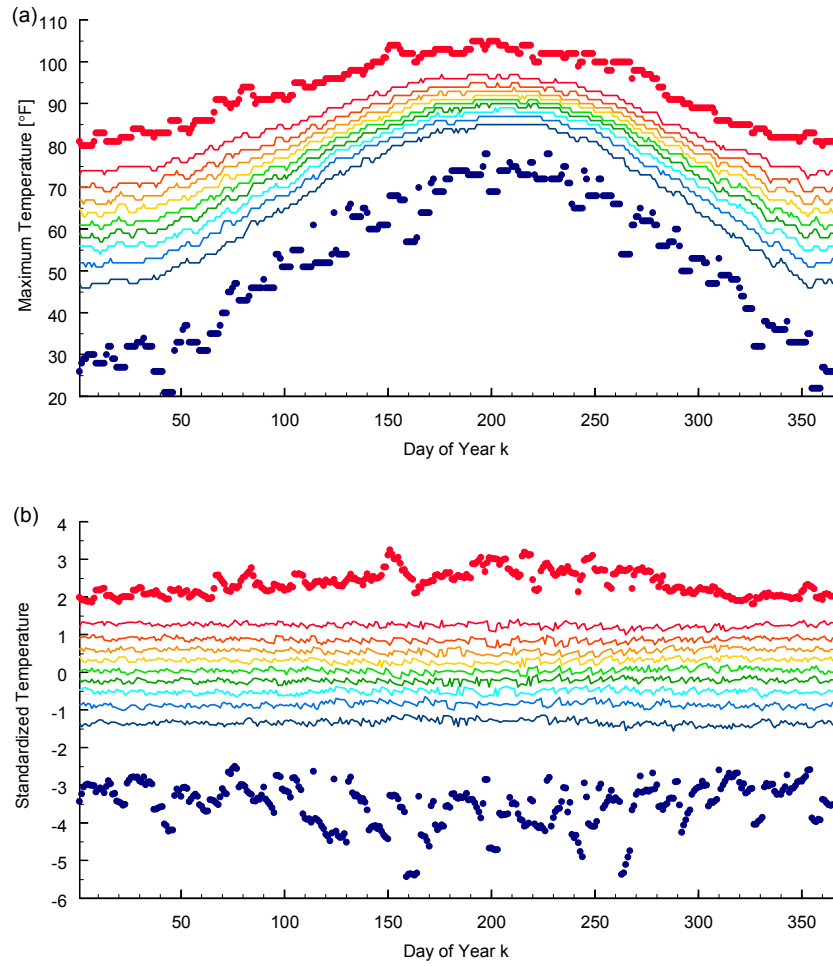 (a)
110
100
90
80
70
60
50
40
30
20
Maximum Temperature [°F]
50 100 150 200 250 300 350
Day of Year k
(b)
4
3
2
1
0
-1
-2
-3
-4
-5
-6
Standardized Temperature
50 100 150 200 250 300 350
Day of Year k